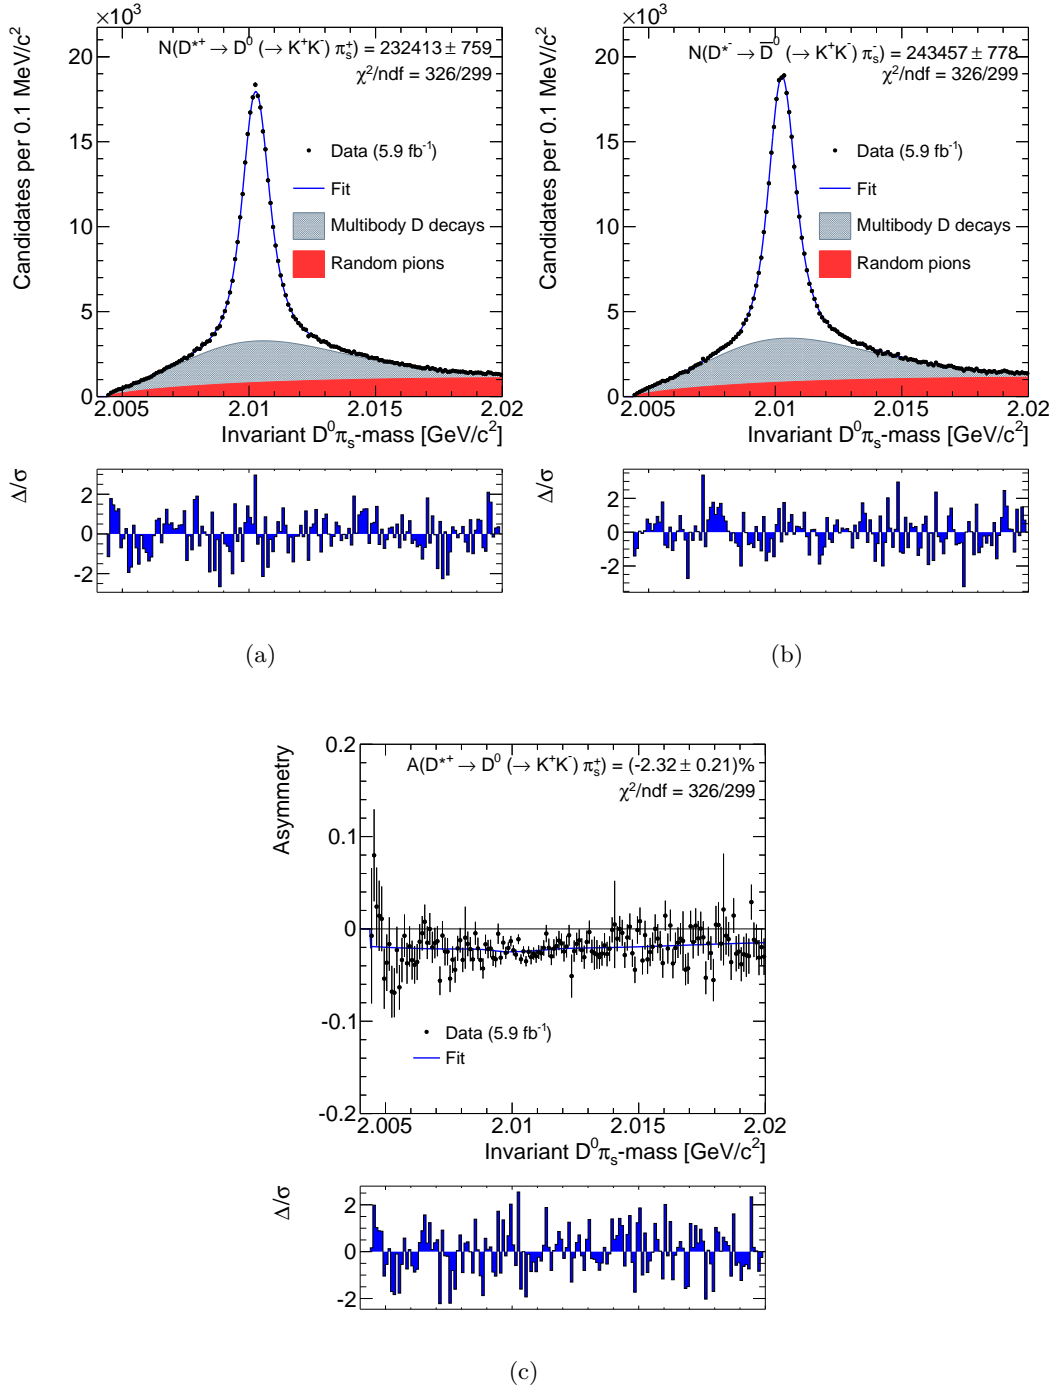 ×10³
N(D*⁺ → D⁰ (→ K⁺K⁻) πₛ⁺) = 232413 ± 759
χ²/ndf = 326/299
Candidates per 0.1 MeV/c²
20
15
10
5
0
Data (5.9 fb⁻¹)
Fit
Multibody D decays
Random pions
2.005 2.01 2.015 2.02
Invariant D⁰πₛ-mass [GeV/c²]
Δ/σ
2
0
-2
(a)
×10³
N(D*⁻ → D̅⁰ (→ K⁺K⁻) πₛ⁻) = 243457 ± 778
χ²/ndf = 326/299
Candidates per 0.1 MeV/c²
20
15
10
5
0
Data (5.9 fb⁻¹)
Fit
Multibody D decays
Random pions
2.005 2.01 2.015 2.02
Invariant D⁰πₛ-mass [GeV/c²]
Δ/σ
2
0
-2
(b)
A(D*⁺ → D⁰ (→ K⁺K⁻) πₛ⁺) = (-2.32 ± 0.21)%
χ²/ndf = 326/299
Asymmetry
0.2
0.1
0
-0.1
-0.2
Data (5.9 fb⁻¹)
Fit
2.005 2.01 2.015 2.02
Invariant D⁰πₛ-mass [GeV/c²]
Δ/σ
2
0
-2
(c)